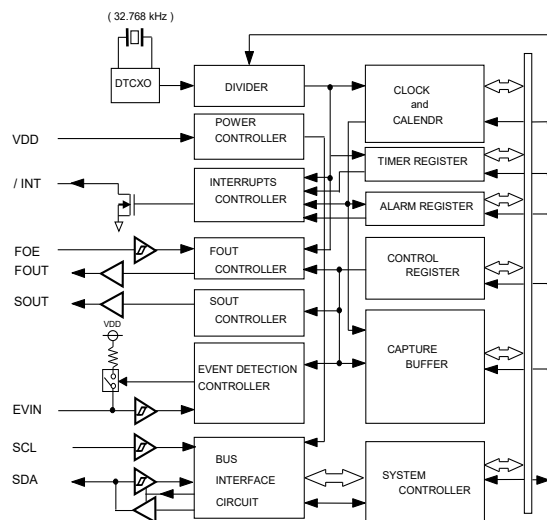 ( 32.768 kHz )
DTCXO
DIVIDER
CLOCK
and
CALENDR
POWER
CONTROLLER
VDD
TIMER REGISTER
/ INT
INTERRUPTS
CONTROLLER
ALARM REGISTER
FOE
FOUT
FOUT
CONTROLLER
CONTROL
REGISTER
SOUT
SOUT
CONTROLLER
VDD
EVENT DETECTION
CONTROLLER
CAPTURE
BUFFER
EVIN
SCL
SDA
BUS
INTERFACE
CIRCUIT
SYSTEM
CONTROLLER